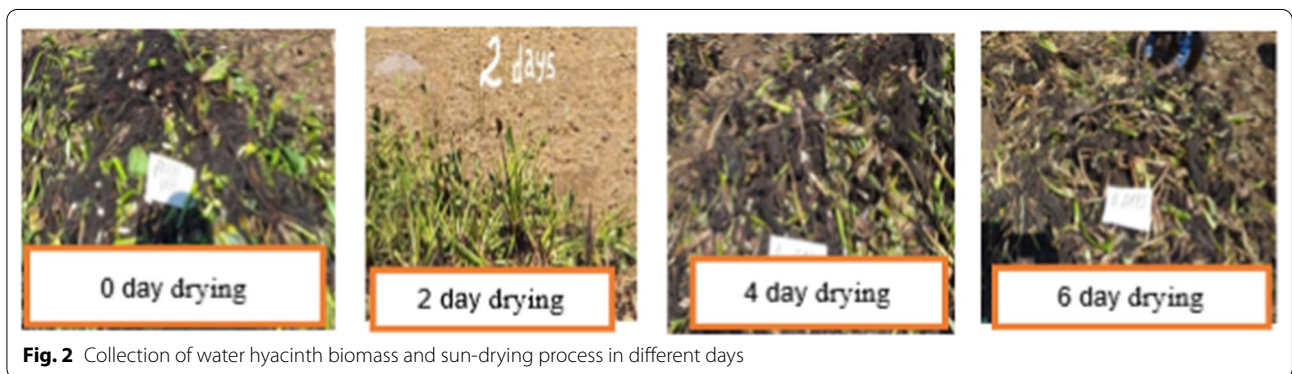 2 days
0 day drying
2 day drying
4 day drying
6 day drying
Fig. 2 Collection of water hyacinth biomass and sun-drying process in different days